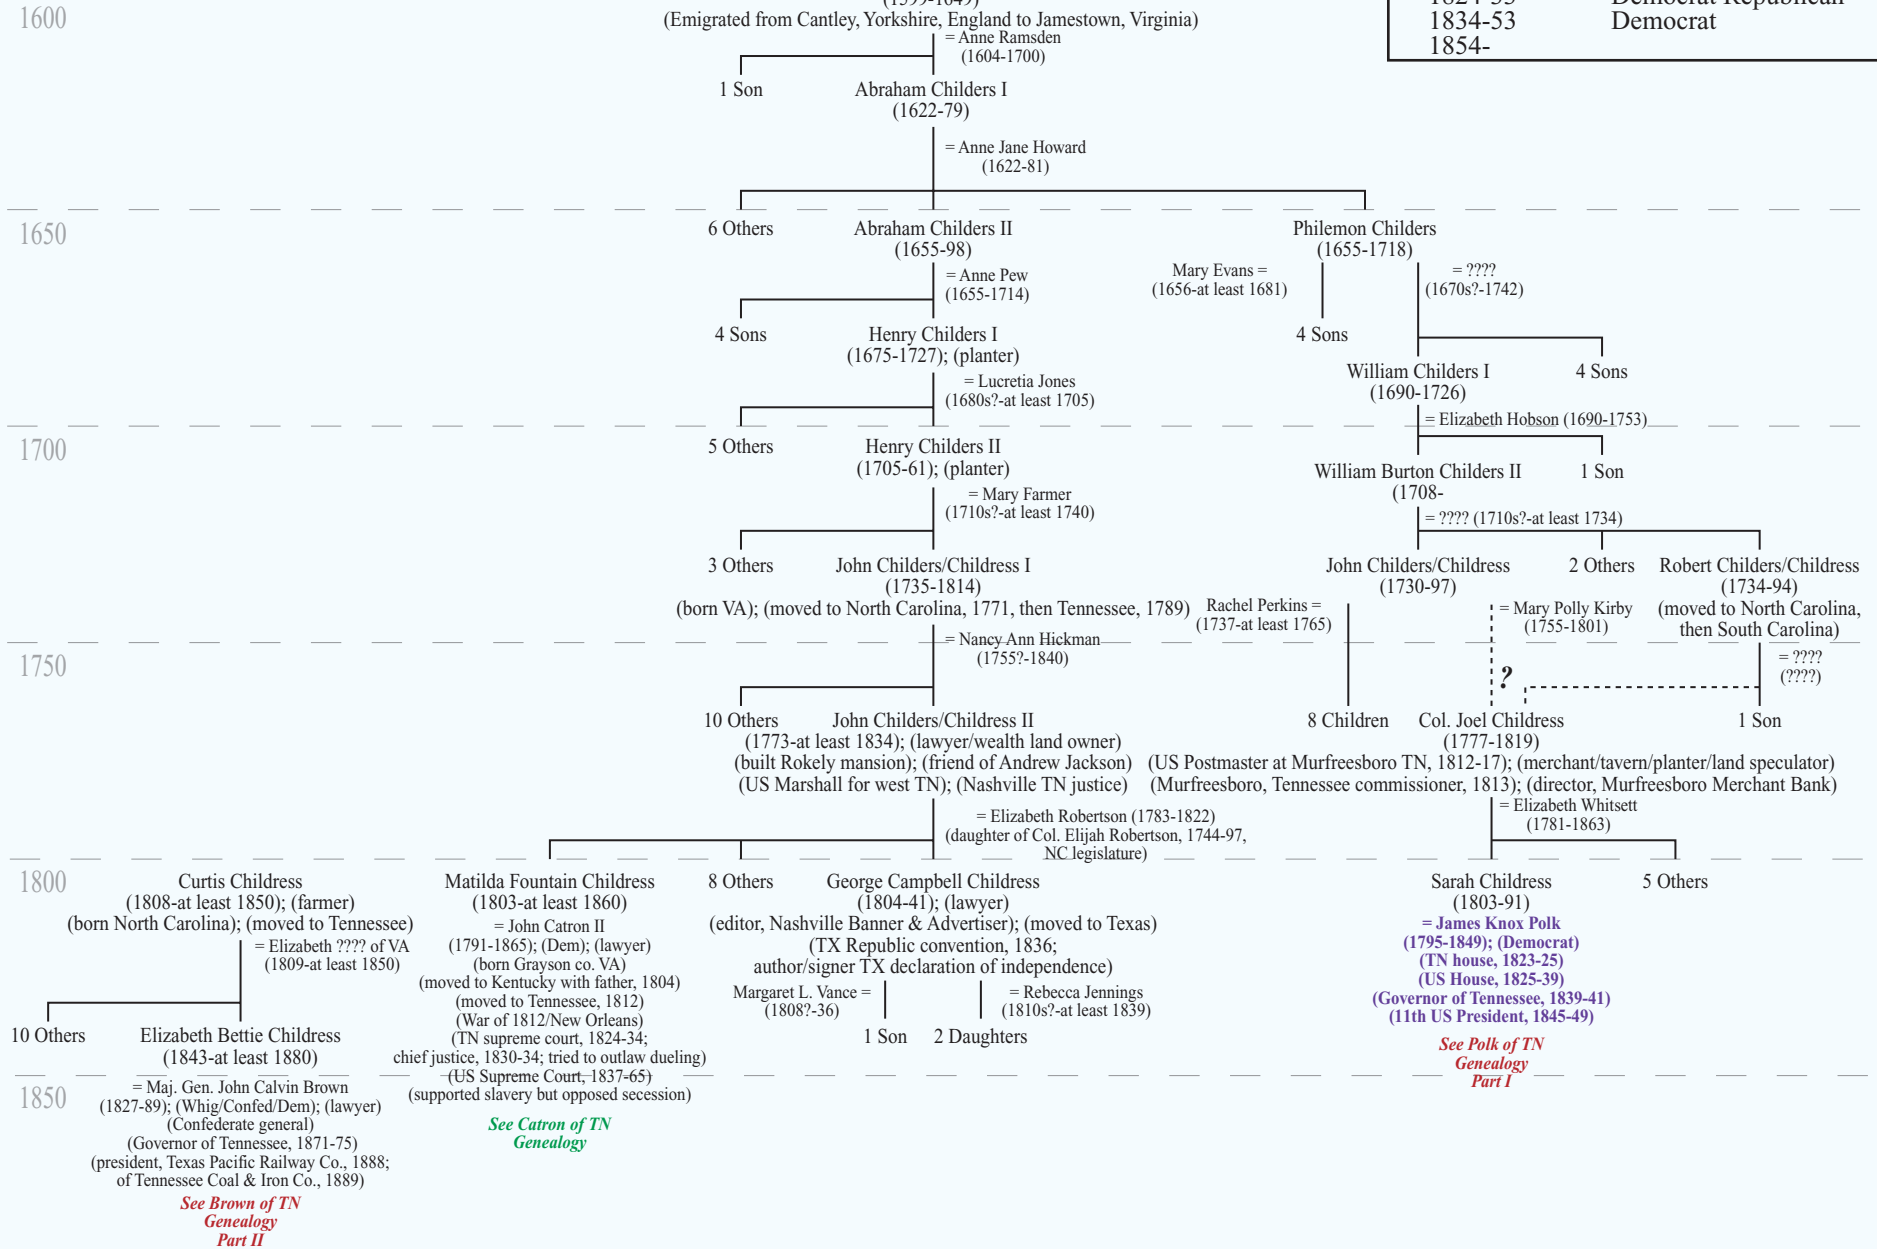 1600
(1599-1649)
(Emigrated from Cantley, Yorkshire, England to Jamestown, Virginia)
1824-33 Democrat Republican
1834-53 Democrat
1854-
= Anne Ramsden
(1604-1700)
1 Son
Abraham Childers I
(1622-79)
= Anne Jane Howard
(1622-81)
1650
6 Others
Abraham Childers II
(1655-98)
Philemon Childers
(1655-1718)
= Anne Pew
(1655-1714)
Mary Evans =
(1656-at least 1681)
= ????
(1670s?-1742)
4 Sons
Henry Childers I
(1675-1727); (planter)
4 Sons
William Childers I
(1690-1726)
4 Sons
= Lucretia Jones
(1680s?-at least 1705)
= Elizabeth Hobson (1690-1753)
1700
5 Others
Henry Childers II
(1705-61); (planter)
William Burton Childers II
(1708-
1 Son
= Mary Farmer
(1710s?-at least 1740)
= ???? (1710s?-at least 1734)
3 Others
John Childers/Childress I
(1735-1814)
(born VA); (moved to North Carolina, 1771, then Tennessee, 1789)
John Childers/Childress
(1730-97)
2 Others
Robert Childers/Childress
(1734-94)
(moved to North Carolina,
then South Carolina)
Rachel Perkins =
(1737-at least 1765)
= Mary Polly Kirby
(1755-1801)
= Nancy Ann Hickman
(1755?-1840)
= ????
(????)
1750
?
10 Others
John Childers/Childress II
(1773-at least 1834); (lawyer/wealth land owner)
(built Rokely mansion); (friend of Andrew Jackson)
(US Marshall for west TN); (Nashville TN justice)
8 Children
Col. Joel Childress
(1777-1819)
(US Postmaster at Murfreesboro TN, 1812-17); (merchant/tavern/planter/land speculator)
(Murfreesboro, Tennessee commissioner, 1813); (director, Murfreesboro Merchant Bank)
1 Son
= Elizabeth Robertson (1783-1822)
(daughter of Col. Elijah Robertson, 1744-97,
NC legislature)
= Elizabeth Whitsett
(1781-1863)
1800
Curtis Childress
(1808-at least 1850); (farmer)
(born North Carolina); (moved to Tennessee)
= Elizabeth ???? of VA
(1809-at least 1850)
Matilda Fountain Childress
(1803-at least 1860)
= John Catron II
(1791-1865); (Dem); (lawyer)
(born Grayson co. VA)
(moved to Kentucky with father, 1804)
(moved to Tennessee, 1812)
(War of 1812/New Orleans)
(TN supreme court, 1824-34;
chief justice, 1830-34; tried to outlaw dueling)
(US Supreme Court, 1837-65)
(supported slavery but opposed secession)
See Catron of TN
Genealogy
8 Others
George Campbell Childress
(1804-41); (lawyer)
(editor, Nashville Banner & Advertiser); (moved to Texas)
(TX Republic convention, 1836;
author/signer TX declaration of independence)
Margaret L. Vance =
(1808?-36)
= Rebecca Jennings
(1810s?-at least 1839)
1 Son
2 Daughters
Sarah Childress
(1803-91)
= James Knox Polk
(1795-1849); (Democrat)
(TN house, 1823-25)
(US House, 1825-39)
(Governor of Tennessee, 1839-41)
(11th US President, 1845-49)
See Polk of TN
Genealogy
Part I
5 Others
10 Others
Elizabeth Bettie Childress
(1843-at least 1880)
1850
= Maj. Gen. John Calvin Brown
(1827-89); (Whig/Confed/Dem); (lawyer)
(Confederate general)
(Governor of Tennessee, 1871-75)
(president, Texas Pacific Railway Co., 1888;
of Tennessee Coal & Iron Co., 1889)
See Brown of TN
Genealogy
Part II